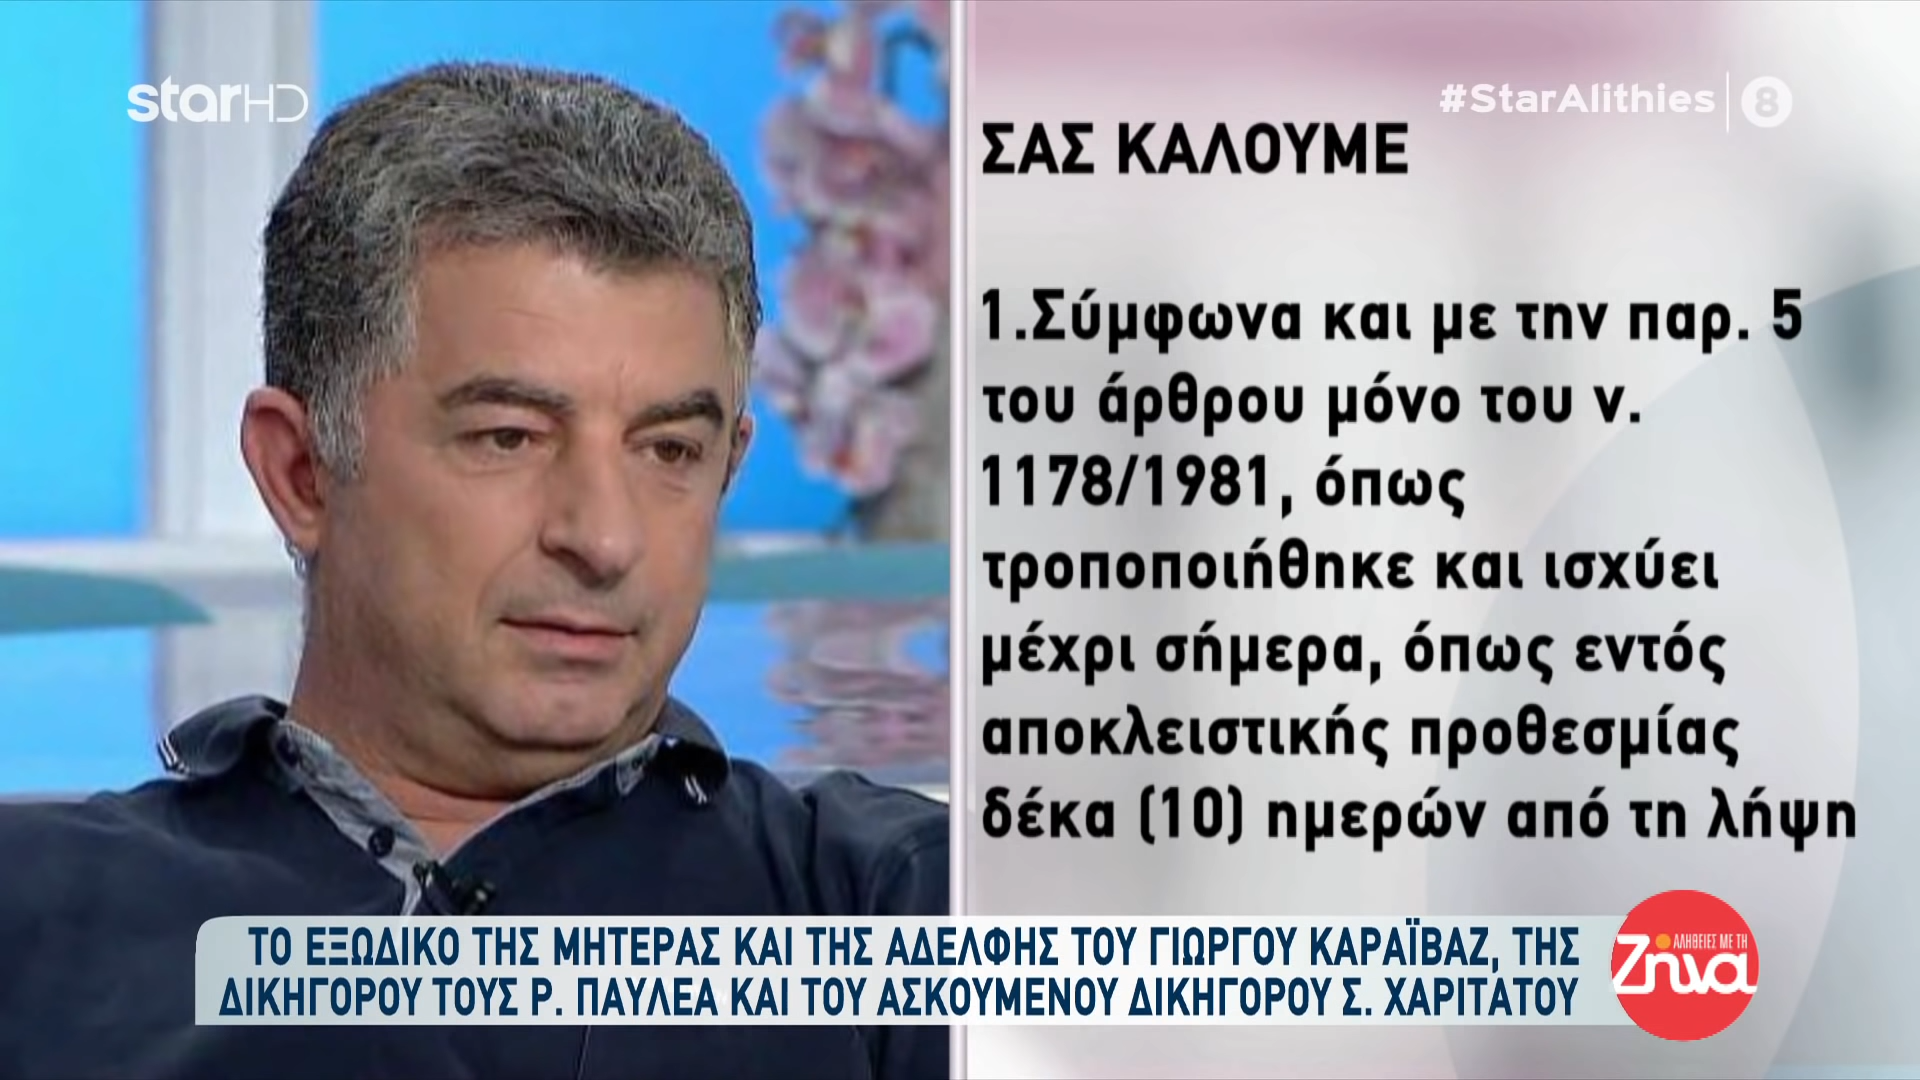 starHD
#StarAlithies | 8
ΣΑΣ ΚΑΛΟΥΜΕ
1.Σύμφωνα και με την παρ. 5
του άρθρου μόνο του ν.
1178/1981, όπως
τροποποιήθηκε και ισχύει
μέχρι σήμερα, όπως εντός
αποκλειστικής προθεσμίας
δέκα (10) ημερών από τη λήψη
ΤΟ ΕΞΩΔΙΚΟ ΤΗΣ ΜΗΤΕΡΑΣ ΚΑΙ ΤΗΣ ΑΔΕΛΦΗΣ ΤΟΥ ΓΙΩΡΓΟΥ ΚΑΡΑΪΒΑΖ, ΤΗΣ
ΔΙΚΗΓΟΡΟΥ ΤΟΥΣ Ρ. ΠΑΥΛΕΑ ΚΑΙ ΤΟΥ ΑΣΚΟΥΜΕΝΟΥ ΔΙΚΗΓΟΡΟΥ Σ. ΧΑΡΙΤΑΤΟΥ
ΑΛΗΘΕΙΕΣ ΜΕ ΤΗ
Ζήνα